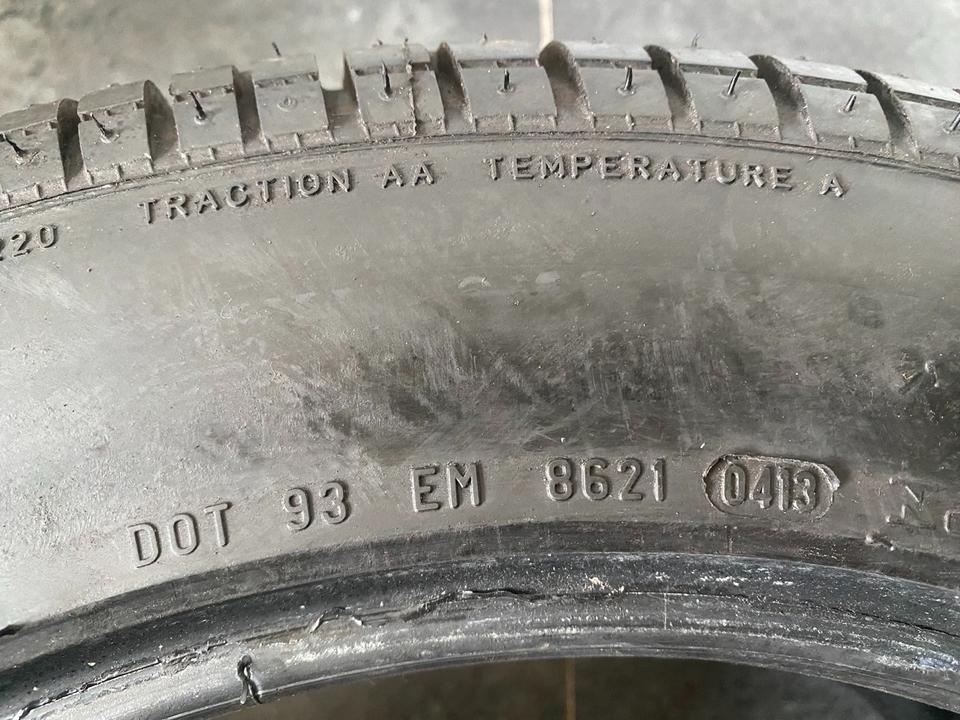 220 TRACTION AA TEMPERATURE A
DOT 93 EM 8621 0413